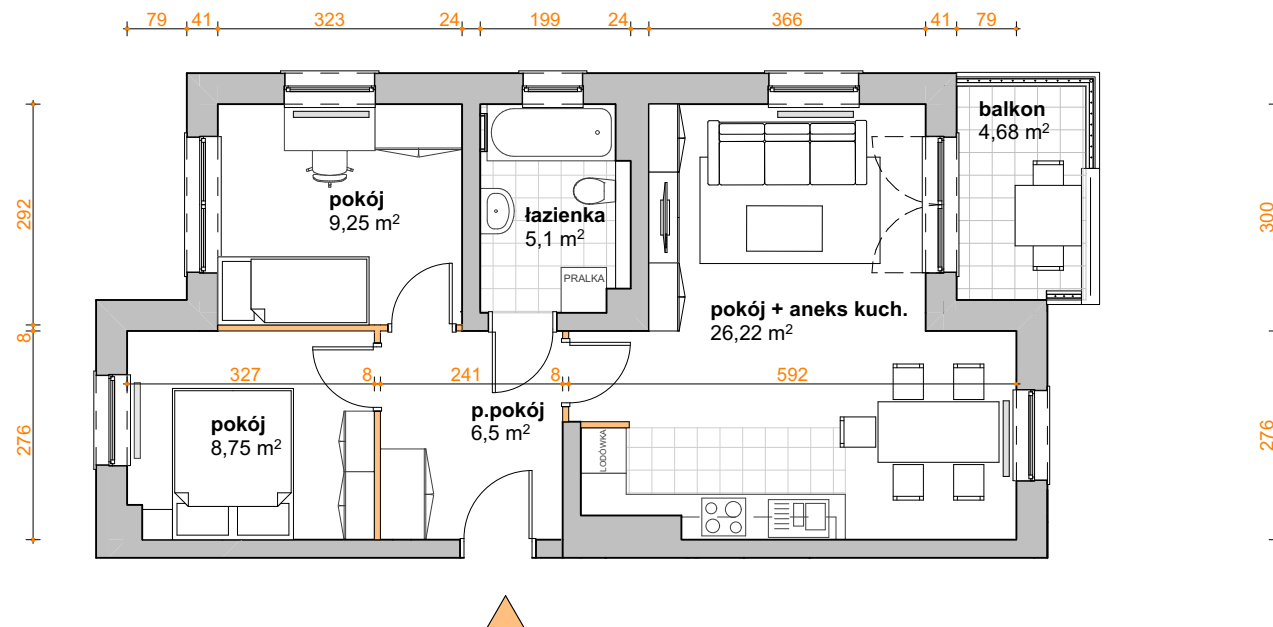 79 41 323 24 199 24 366 41 79
balkon
4,68 m²
pokój
9,25 m²
łazienka
5,1 m²
PRALKA
292
300
pokój + aneks kuch.
26,22 m²
8
327 8 241 8 592
p.pokój
6,5 m²
pokój
8,75 m²
LODÓWKA
276
276